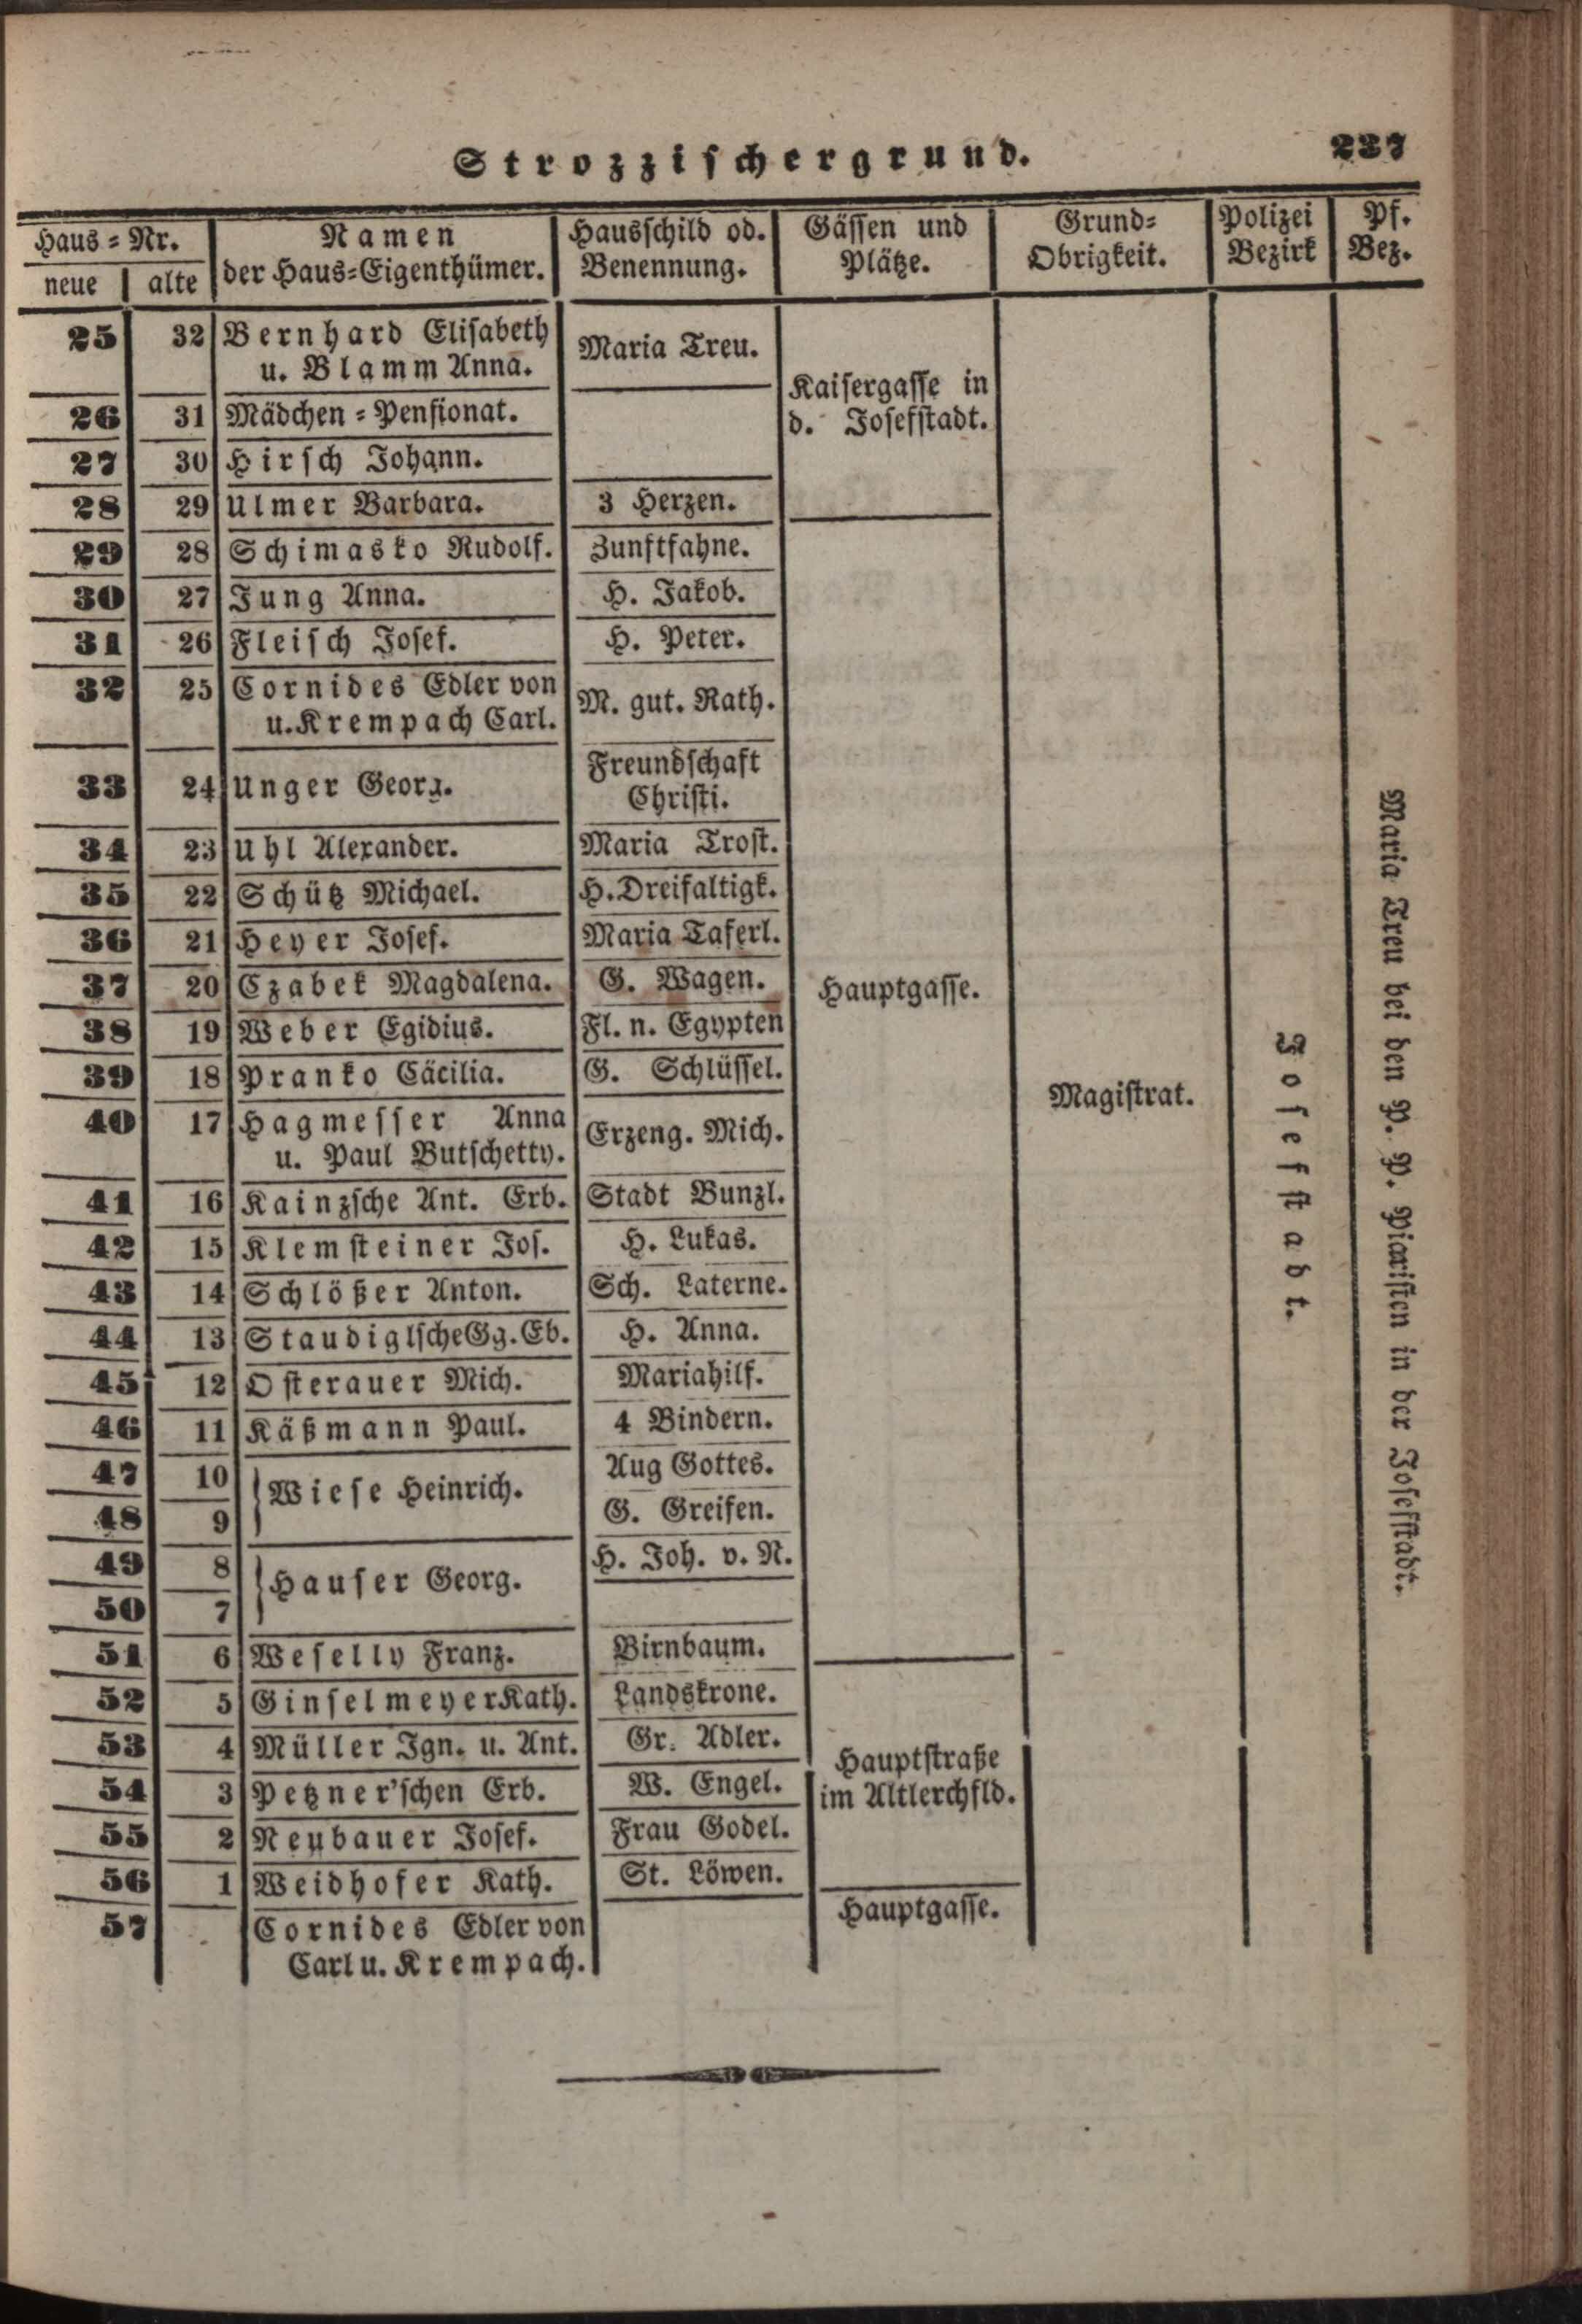 Strozzischergrund. 237
Haus-Nr. Namen Hausschild od. Gässen und Grund- Polizei Pf.
neue alte der Haus-Eigenthümer. Benennung. Plätze. Obrigkeit. Bezirk Bez.
25 32 Bernhard Elisabeth Maria Treu.
u. Blamm Anna.
Kaisergasse in
26 31 Mädchen-Pensionat.
d. Josefstadt.
27 30 Hirsch Johann.
28 29 Ulmer Barbara. 3 Herzen.
29 28 Schimasko Rudolf. Zunftfahne.
30 27 Jung Anna. H. Jakob.
31 26 Fleisch Josef. H. Peter.
32 25 Cornides Edler von M. gut. Rath.
u. Krempach Carl.
33 24 Unger Georg. Freundschaft
Christi.
34 23 Uhl Alexander. Maria Trost.
35 22 Schütz Michael. H. Dreifaltigk.
36 21 Heyer Josef. Maria Taferl.
37 20 Czabek Magdalena. G. Wagen. Hauptgasse.
38 19 Weber Egidius. Fl. n. Egypten
39 18 Pranko Cäcilia. G. Schlüssel.
Magistrat.
40 17 Hagmesser Anna Erzeng. Mich.
u. Paul Butschetty.
41 16 Kainzsche Ant. Erb. Stadt Bunzl.
42 15 Klemsteiner Jos. H. Lukas.
43 14 Schlößer Anton. Sch. Laterne.
44 13 Staudiglsche Gg. Eb. H. Anna.
45 12 Osterauer Mich. Mariahilf.
46 11 Käßmann Paul. 4 Bindern.
47 10 Wiese Heinrich. Aug Gottes.
48 9 G. Greifen.
49 8 Hauser Georg. H. Joh. v. N.
50 7
51 6 Weselly Franz. Birnbaum.
52 5 Ginselmeyer Kath. Landskrone.
53 4 Müller Ign. u. Ant. Gr. Adler.
Hauptstraße
54 3 Petzner'schen Erb. W. Engel. im Altlerchfld.
55 2 Neubauer Josef. Frau Godel.
56 1 Weidhofer Kath. St. Löwen.
57 Cornides Edler von Hauptgasse.
Carl u. Krempach.
Josefstadt.
Maria Treu bei den P. P. Piaristen in der Josefstadt.